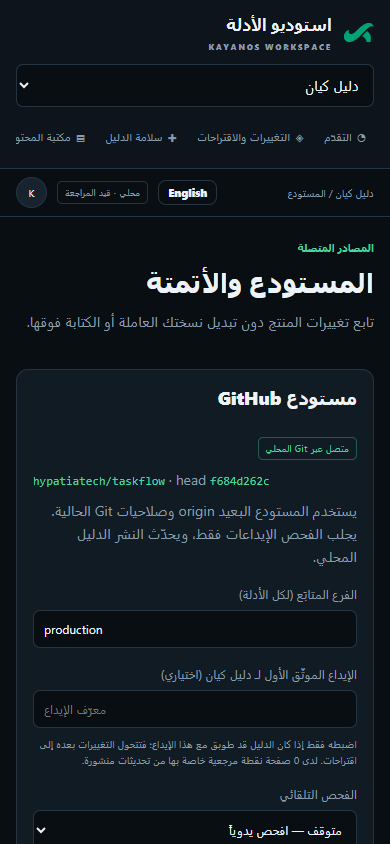 استوديو الأدلة
KAYANOS WORKSPACE
دليل كيان
التقدّم
التغييرات والاقتراحات
سلامة الدليل
مكتبة المحتو
دليل كيان / المستودع
English
محلي · قيد المراجعة
K
المصادر المتصلة
المستودع والأتمتة
تابع تغييرات المنتج دون تبديل نسختك العاملة أو الكتابة فوقها.
مستودع GitHub
متصل عبر Git المحلي
hypatiatech/taskflow · head f684d262c
يستخدم المستودع البعيد origin وصلاحيات Git الحالية.
يجلب الفحص الإيداعات فقط، ويحدّث النشر الدليل
المحلي.
الفرع المتابَع (لكل الأدلة)
production
الإيداع الموثّق الأول لـ دليل كيان (اختياري)
معرّف الإيداع
اضبطه فقط إذا كان الدليل قد طوبق مع هذا الإيداع؛ فتتحول التغييرات بعده إلى
اقتراحات. لدى 0 صفحة نقطة مرجعية خاصة بها من تحديثات منشورة.
الفحص التلقائي
متوقف — افحص يدوياً